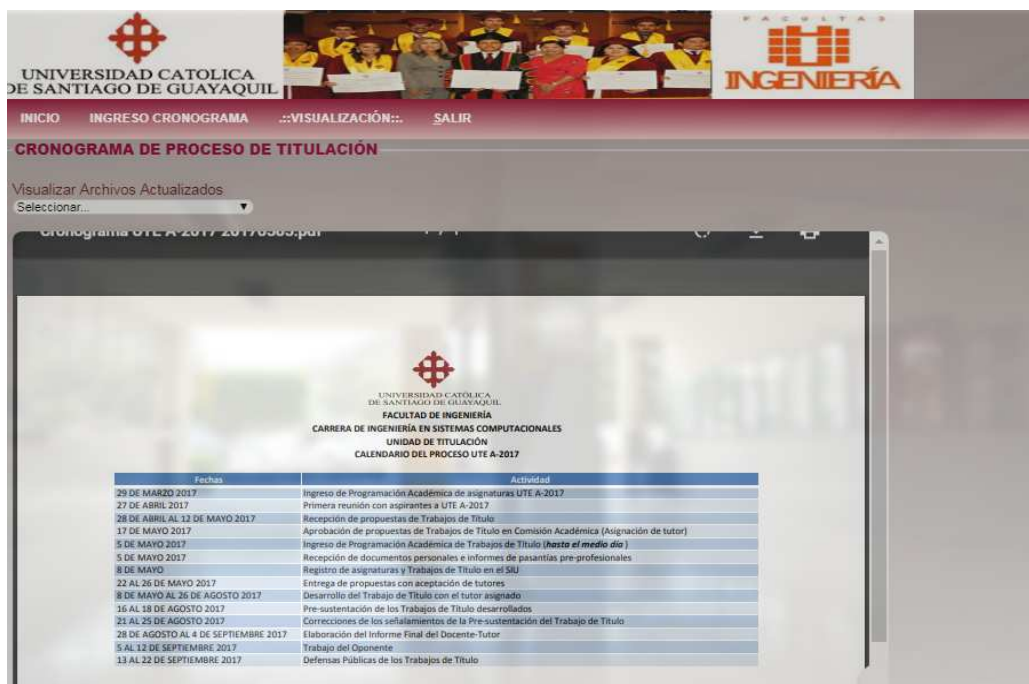 UNIVERSIDAD CATOLICA
DE SANTIAGO DE GUAYAQUIL
FACULTAD
INGENIERÍA
INICIO INGRESO CRONOGRAMA .::VISUALIZACIÓN::. SALIR
CRONOGRAMA DE PROCESO DE TITULACIÓN
Visualizar Archivos Actualizados
Seleccionar...
Cronograma UTE A-2017 20170505.pdf 1 / 1
UNIVERSIDAD CATÓLICA
DE SANTIAGO DE GUAYAQUIL
FACULTAD DE INGENIERÍA
CARRERA DE INGENIERÍA EN SISTEMAS COMPUTACIONALES
UNIDAD DE TITULACIÓN
CALENDARIO DEL PROCESO UTE A-2017
Fechas Actividad
29 DE MARZO 2017 Ingreso de Programación Académica de asignaturas UTE A-2017
27 DE ABRIL 2017 Primera reunión con aspirantes a UTE A-2017
28 DE ABRIL AL 12 DE MAYO 2017 Recepción de propuestas de Trabajos de Título
17 DE MAYO 2017 Aprobación de propuestas de Trabajos de Título en Comisión Académica (Asignación de tutor)
5 DE MAYO 2017 Ingreso de Programación Académica de Trabajos de Título (hasta el medio día )
5 DE MAYO 2017 Recepción de documentos personales e informes de pasantías pre-profesionales
8 DE MAYO Registro de asignaturas y Trabajos de Título en el SIU
22 AL 26 DE MAYO 2017 Entrega de propuestas con aceptación de tutores
8 DE MAYO AL 26 DE AGOSTO 2017 Desarrollo del Trabajo de Título con el tutor asignado
16 AL 18 DE AGOSTO 2017 Pre-sustentación de los Trabajos de Título desarrollados
21 AL 25 DE AGOSTO 2017 Correcciones de los señalamientos de la Pre-sustentación del Trabajo de Título
28 DE AGOSTO AL 4 DE SEPTIEMBRE 2017 Elaboración del Informe Final del Docente-Tutor
5 AL 12 DE SEPTIEMBRE 2017 Trabajo del Oponente
13 AL 22 DE SEPTIEMBRE 2017 Defensas Públicas de los Trabajos de Título